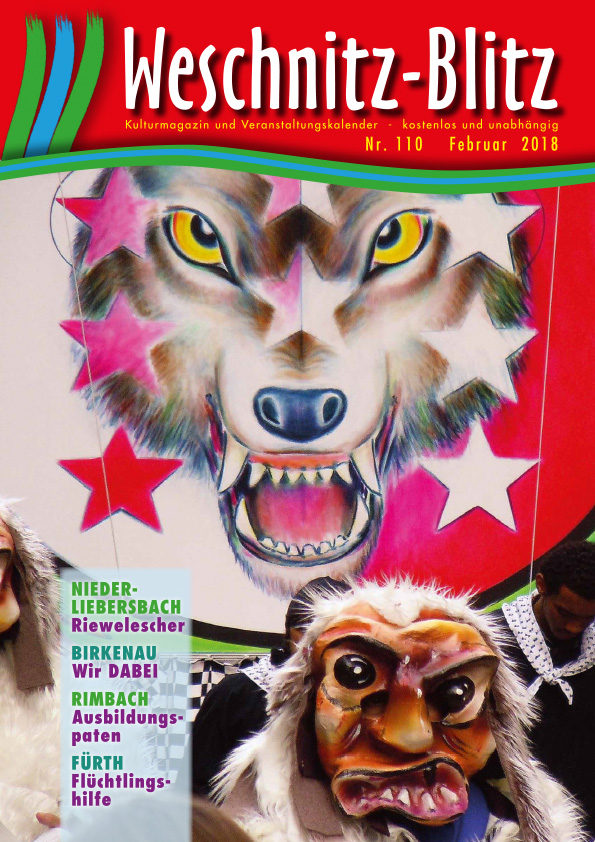 Weschnitz-Blitz
Kulturmagazin und Veranstaltungskalender - kostenlos und unabhängig
Nr. 110 Februar 2018
NIEDER-
LIEBERSBACH
Riewelescher
BIRKENAU
Wir DABEI
RIMBACH
Ausbildungs-
paten
FÜRTH
Flüchtlings-
hilfe